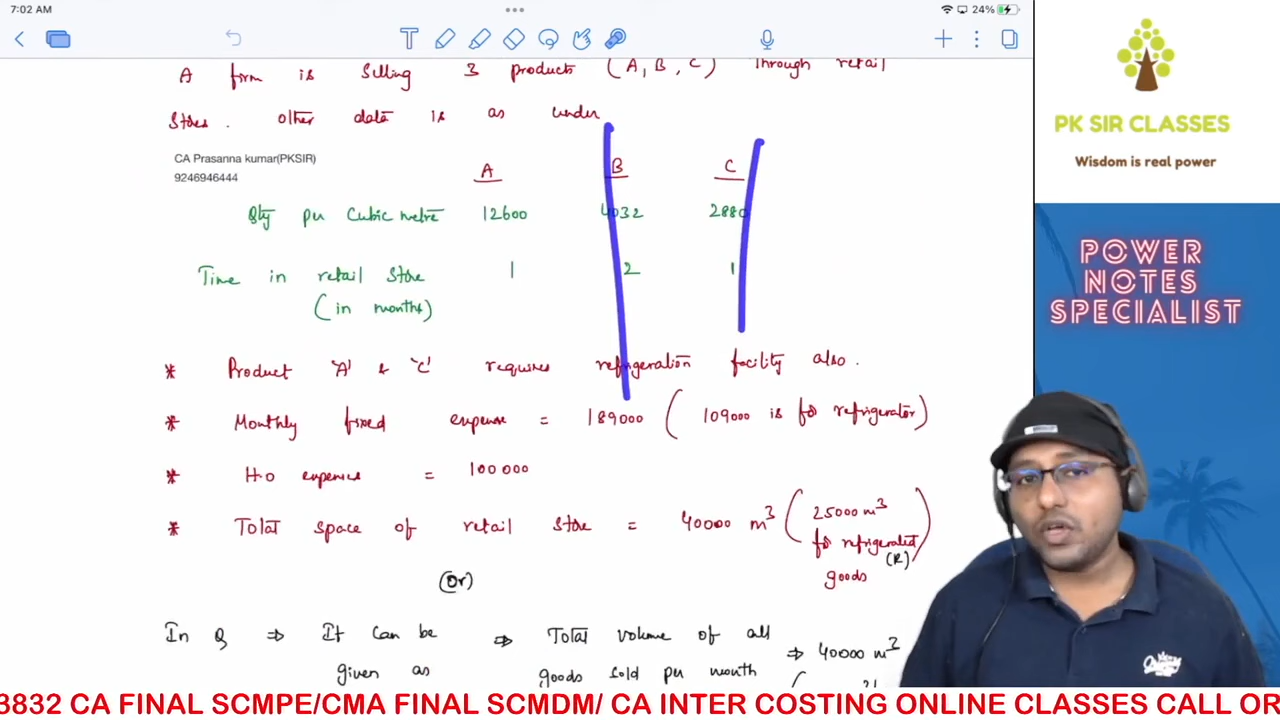 7:02 AM
24%
A form is Selling 3 products (A, B, C) Through retail
Stores. Other data is as under
CA Prasanna kumar(PKSIR)
9246946444
A B C
Qty per Cubic metre 12600 4032 2880
Time in retail Store 1 2 1
(in months)
* Product 'A' & 'C' requires refrigeration facility also.
* Monthly fixed expense = 189000 (109000 is for refrigerator)
* H.O expenses = 100000
* Total space of retail store = 40000 m³ (25000 m³
for refrigerated
(R)
goods
(Or)
In Q ⇒ It can be ⇒ Total volume of all ⇒ 40000 m³
given as goods sold per month
PK SIR CLASSES
Wisdom is real power
POWER
NOTES
SPECIALIST
3832 CA FINAL SCMPE/CMA FINAL SCMDM/ CA INTER COSTING ONLINE CLASSES CALL OR